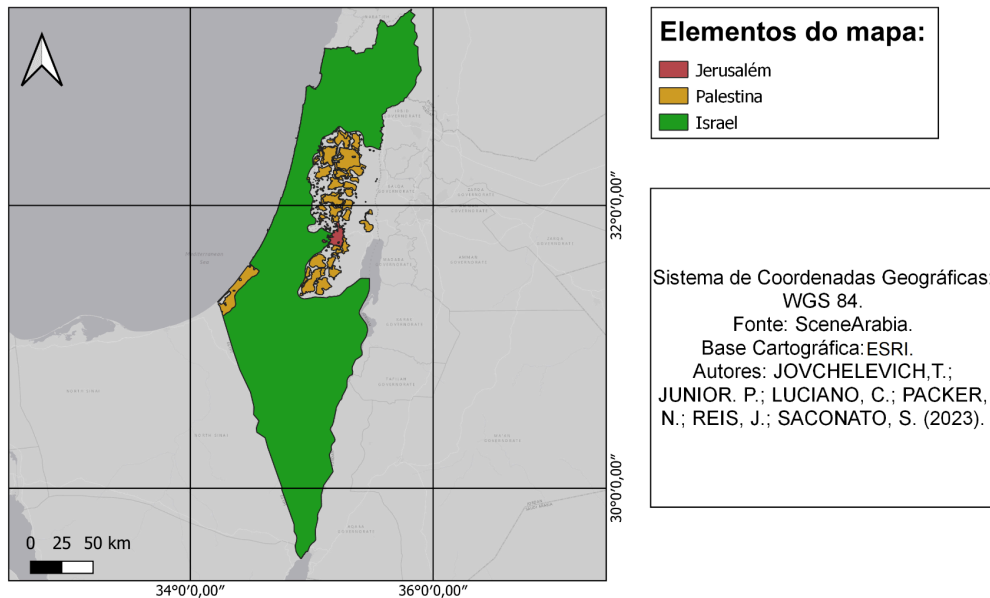 Elementos do mapa:
Jerusalém
Palestina
Israel
32°0'0,00″
30°0'0,00″
0 25 50 km
34°0'0,00″
36°0'0,00″
Sistema de Coordenadas Geográficas:
WGS 84.
Fonte: SceneArabia.
Base Cartográfica:ESRI.
Autores: JOVCHELEVICH,T.;
JUNIOR. P.; LUCIANO, C.; PACKER,
N.; REIS, J.; SACONATO, S. (2023).